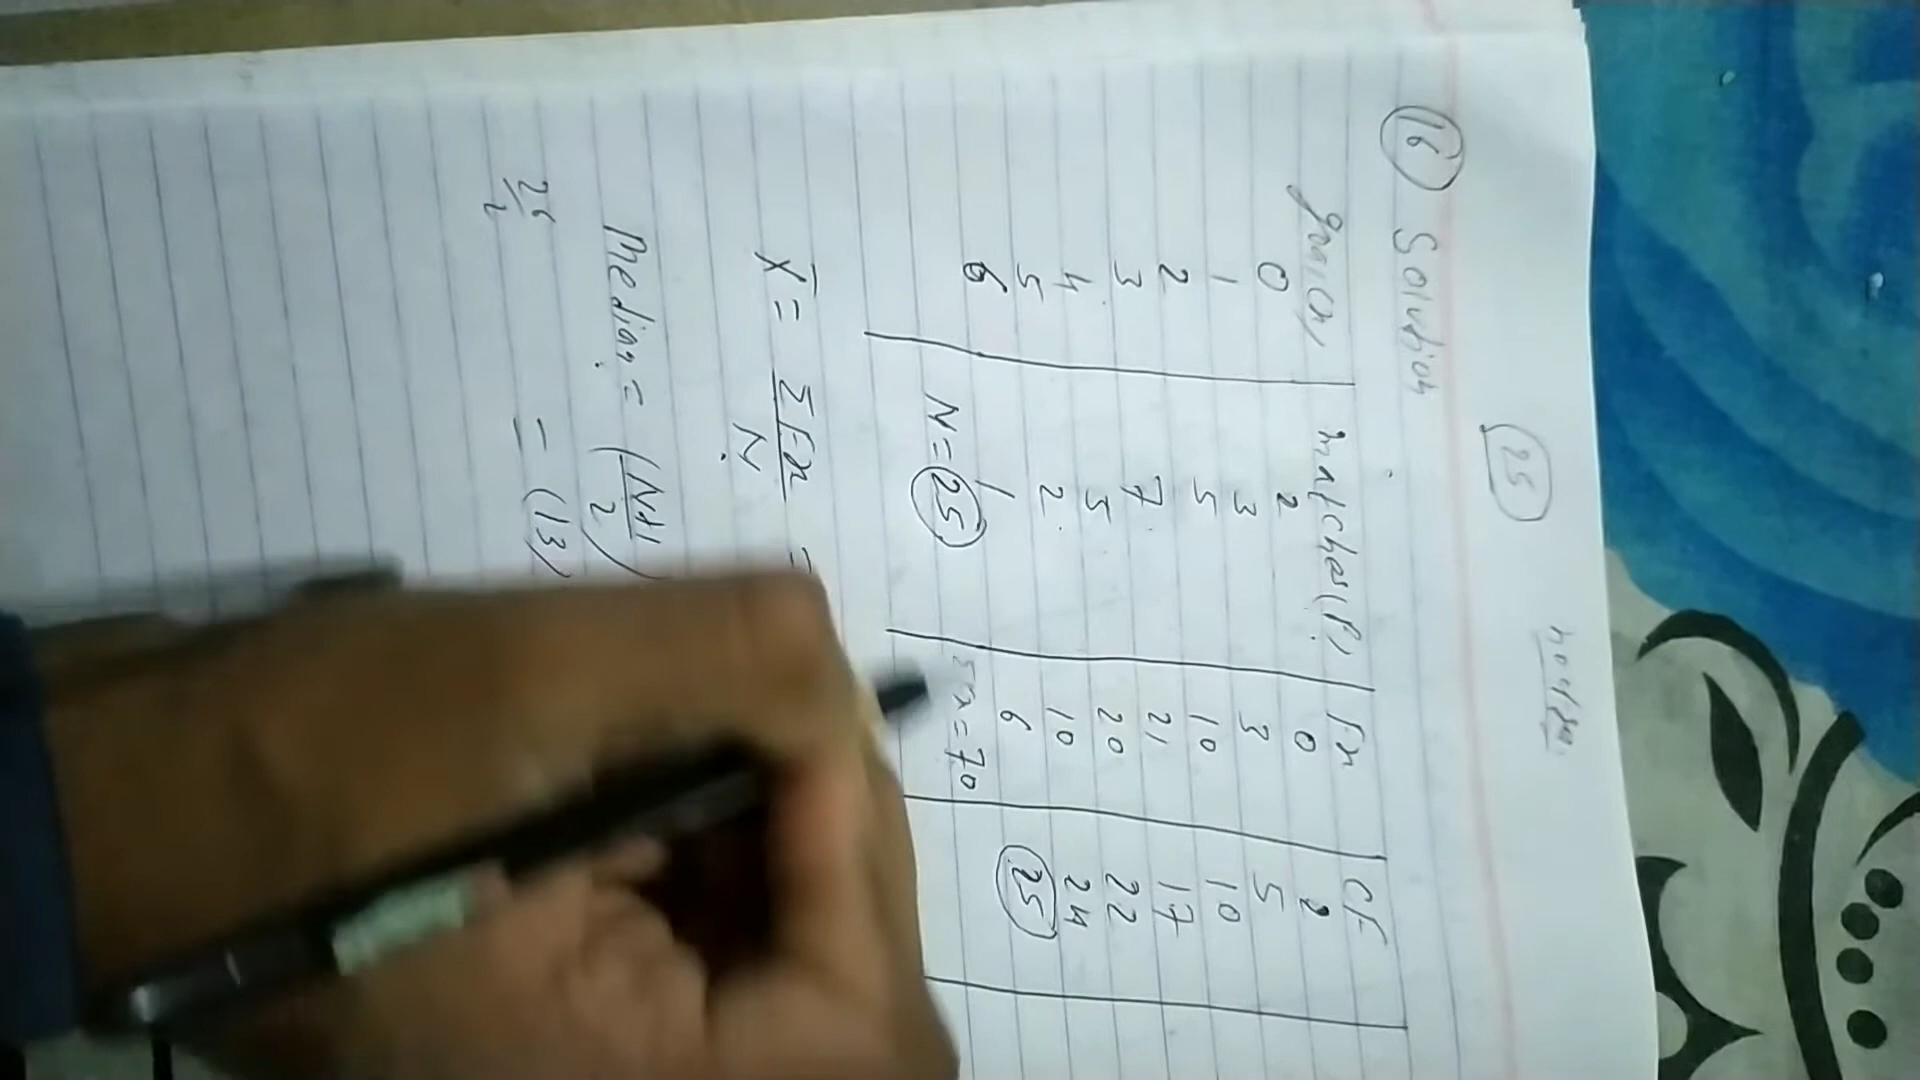 25
16 Solution
goal(x) matches(f) fx cf
0 2 0 2
1 3 3 5
2 5 10 10
3 7 21 17
4 5 20 22
5 2 10 24
6 1 6 25
N = 25 Σfx = 70
X̄ = Σfx / N =
Median = (N+1 / 2)
= (13)
26 / 2